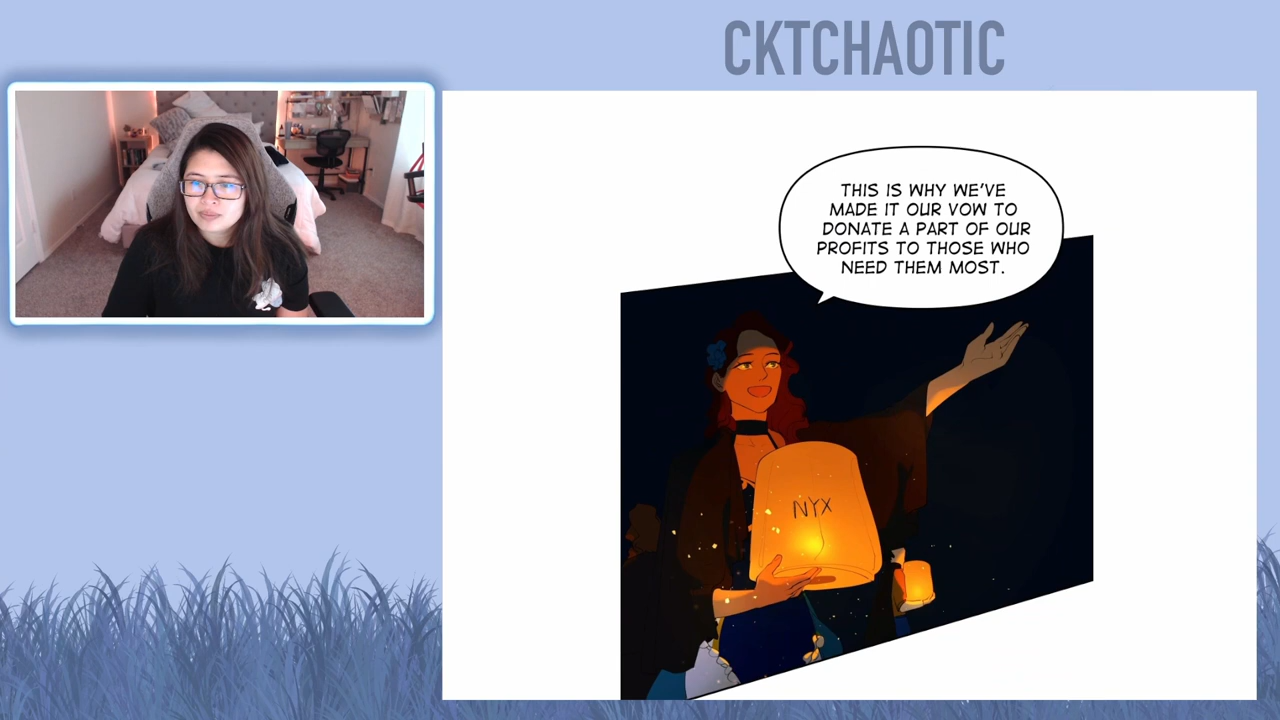 CKTCHAOTIC
THIS IS WHY WE'VE
MADE IT OUR VOW TO
DONATE A PART OF OUR
PROFITS TO THOSE WHO
NEED THEM MOST.
NYX